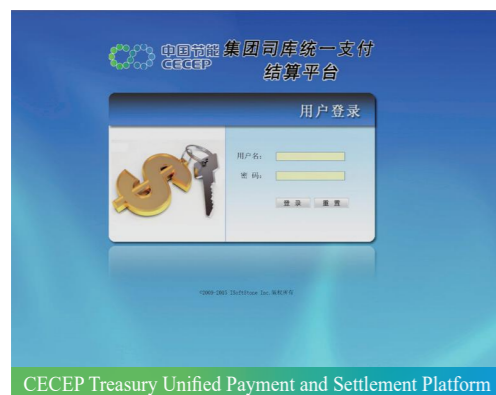 中国节能
CECEP
集团司库统一支付
结算平台
用户登录
用户名:
密 码:
登 录 重 置
CECEP Treasury Unified Payment and Settlement Platform